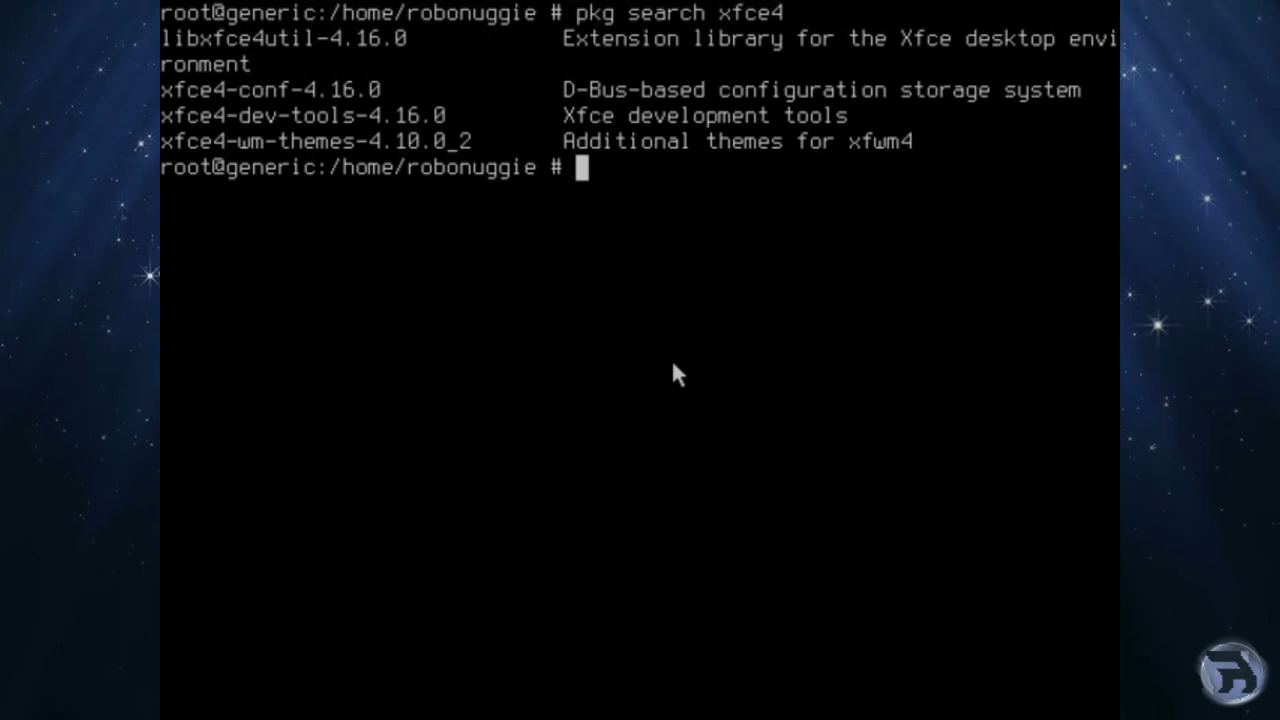 root@generic:/home/robonuggie # pkg search xfce4
libxfce4util-4.16.0            Extension library for the Xfce desktop envi
ronment
xfce4-conf-4.16.0              D-Bus-based configuration storage system
xfce4-dev-tools-4.16.0         Xfce development tools
xfce4-wm-themes-4.10.0_2       Additional themes for xfwm4
root@generic:/home/robonuggie #